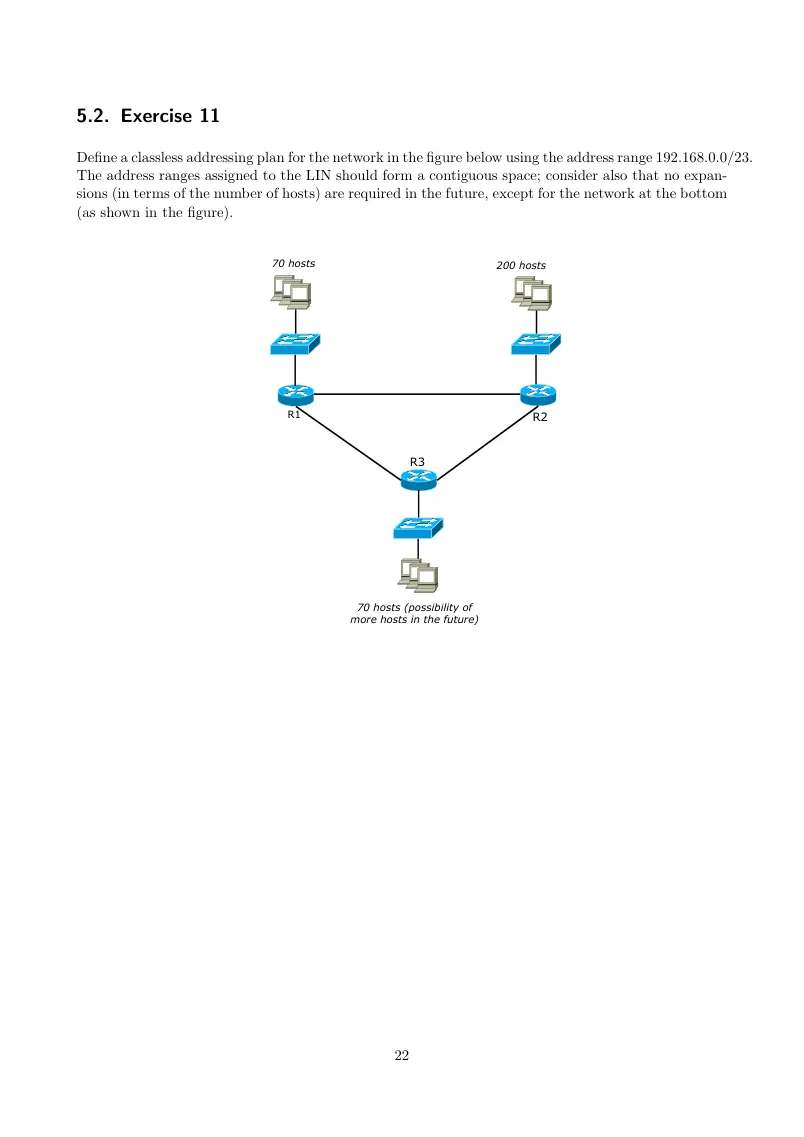 5.2. Exercise 11
Define a classless addressing plan for the network in the figure below using the address range 192.168.0.0/23.
The address ranges assigned to the LIN should form a contiguous space; consider also that no expan-
sions (in terms of the number of hosts) are required in the future, except for the network at the bottom
(as shown in the figure).
70 hosts
200 hosts
R1
R2
R3
70 hosts (possibility of
more hosts in the future)
22